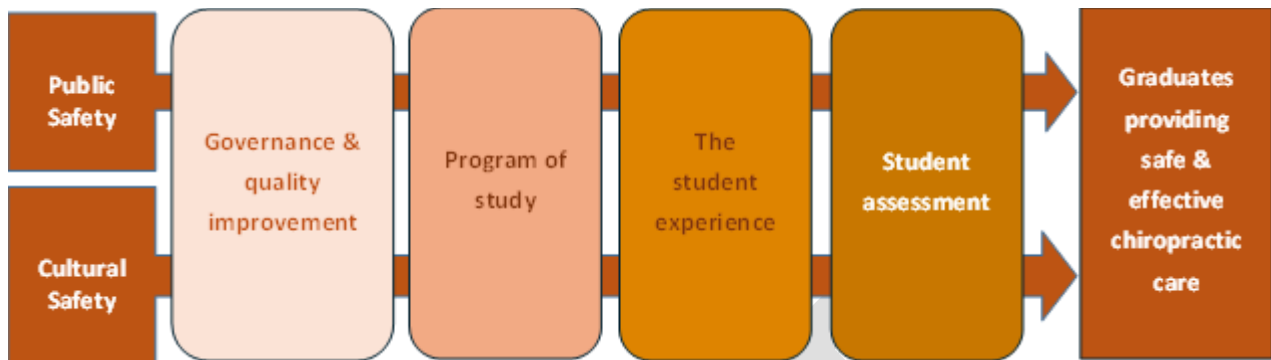 Public
Safety
Cultural
Safety
Governance &
quality
improvement
Program of
study
The
student
experience
Student
assessment
Graduates
providing
safe &
effective
chiropractic
care